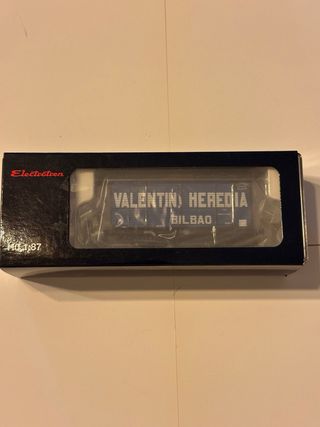 Electrotren
VALENTIN HEREDIA
BILBAO
H0 1:87